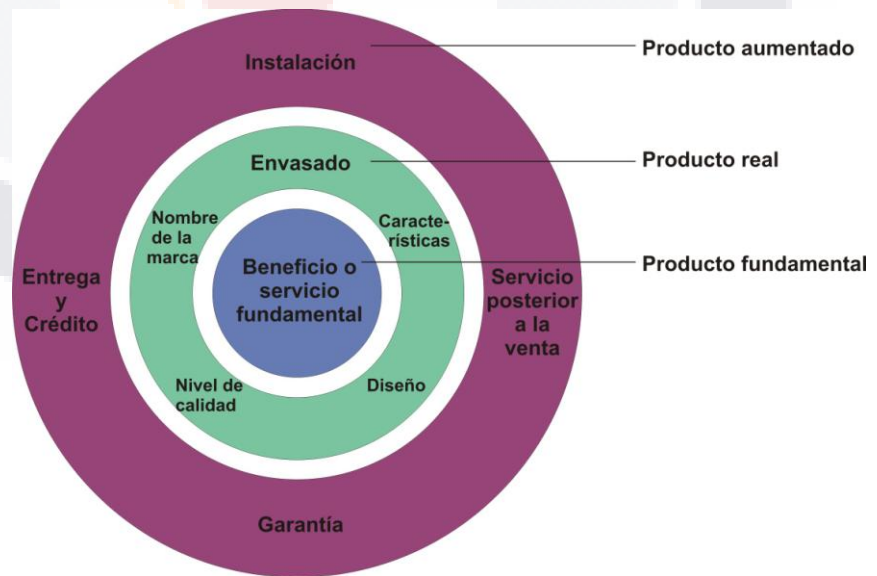 Instalación
Producto aumentado
Envasado
Producto real
Nombre
de la
marca
Caracte-
rísticas
Beneficio o
servicio
fundamental
Producto fundamental
Entrega
y
Crédito
Servicio
posterior
a la
venta
Nivel de
calidad
Diseño
Garantía